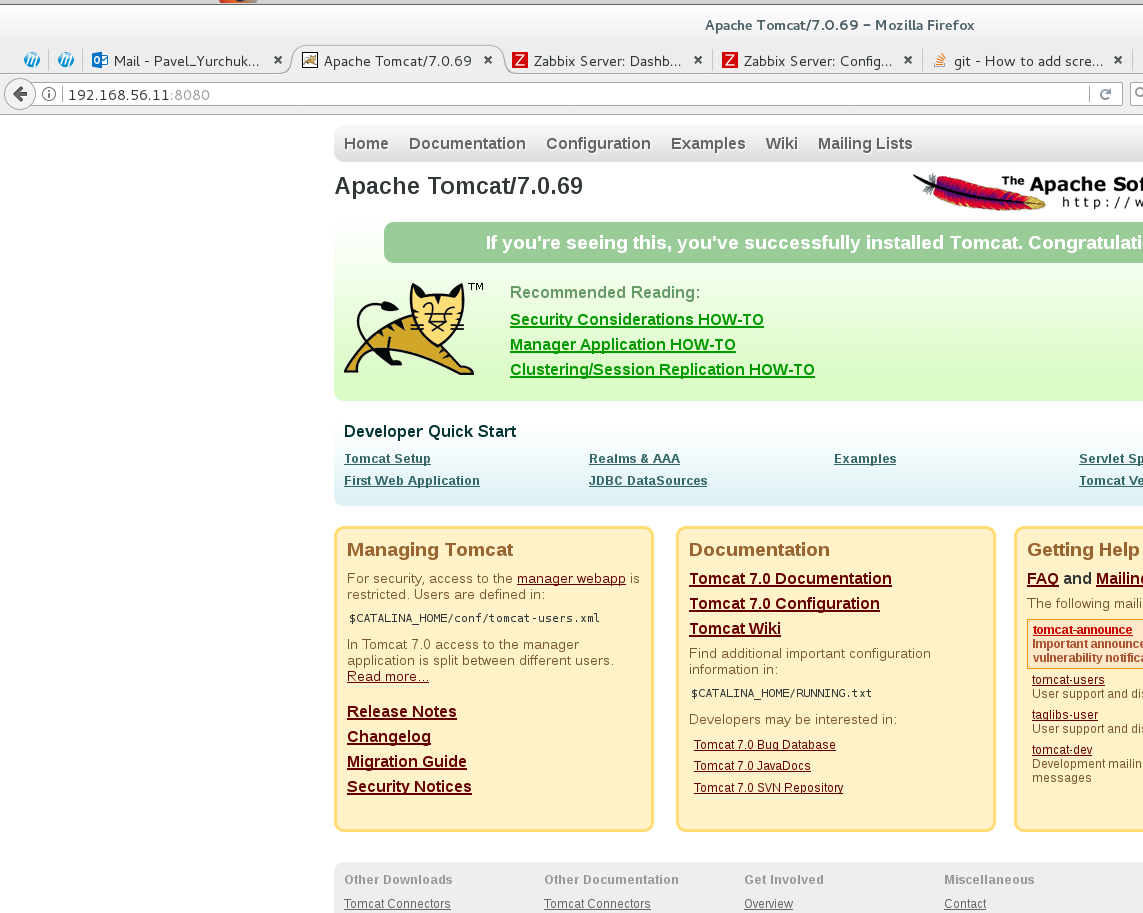 Apache Tomcat/7.0.69 - Mozilla Firefox
Mail - Pavel_Yurchuk... × Apache Tomcat/7.0.69 × Zabbix Server: Dashb... × Zabbix Server: Config... × git - How to add scre... ×
192.168.56.11:8080
Home Documentation Configuration Examples Wiki Mailing Lists
Apache Tomcat/7.0.69
The Apache Sof
http://w
If you're seeing this, you've successfully installed Tomcat. Congratulati
TM
Recommended Reading:
Security Considerations HOW-TO
Manager Application HOW-TO
Clustering/Session Replication HOW-TO
Developer Quick Start
Tomcat Setup Realms & AAA Examples Servlet Sp
First Web Application JDBC DataSources Tomcat Ve
Managing Tomcat
For security, access to the manager webapp is
restricted. Users are defined in:
$CATALINA_HOME/conf/tomcat-users.xml
In Tomcat 7.0 access to the manager
application is split between different users.
Read more...
Release Notes
Changelog
Migration Guide
Security Notices
Documentation
Tomcat 7.0 Documentation
Tomcat 7.0 Configuration
Tomcat Wiki
Find additional important configuration
information in:
$CATALINA_HOME/RUNNING.txt
Developers may be interested in:
Tomcat 7.0 Bug Database
Tomcat 7.0 JavaDocs
Tomcat 7.0 SVN Repository
Getting Help
FAQ and Mailin
The following maili
tomcat-announce
Important announce
vulnerability notifica
tomcat-users
User support and dis
taglibs-user
User support and dis
tomcat-dev
Development mailin
messages
Other Downloads Other Documentation Get Involved Miscellaneous
Tomcat Connectors Tomcat Connectors Overview Contact